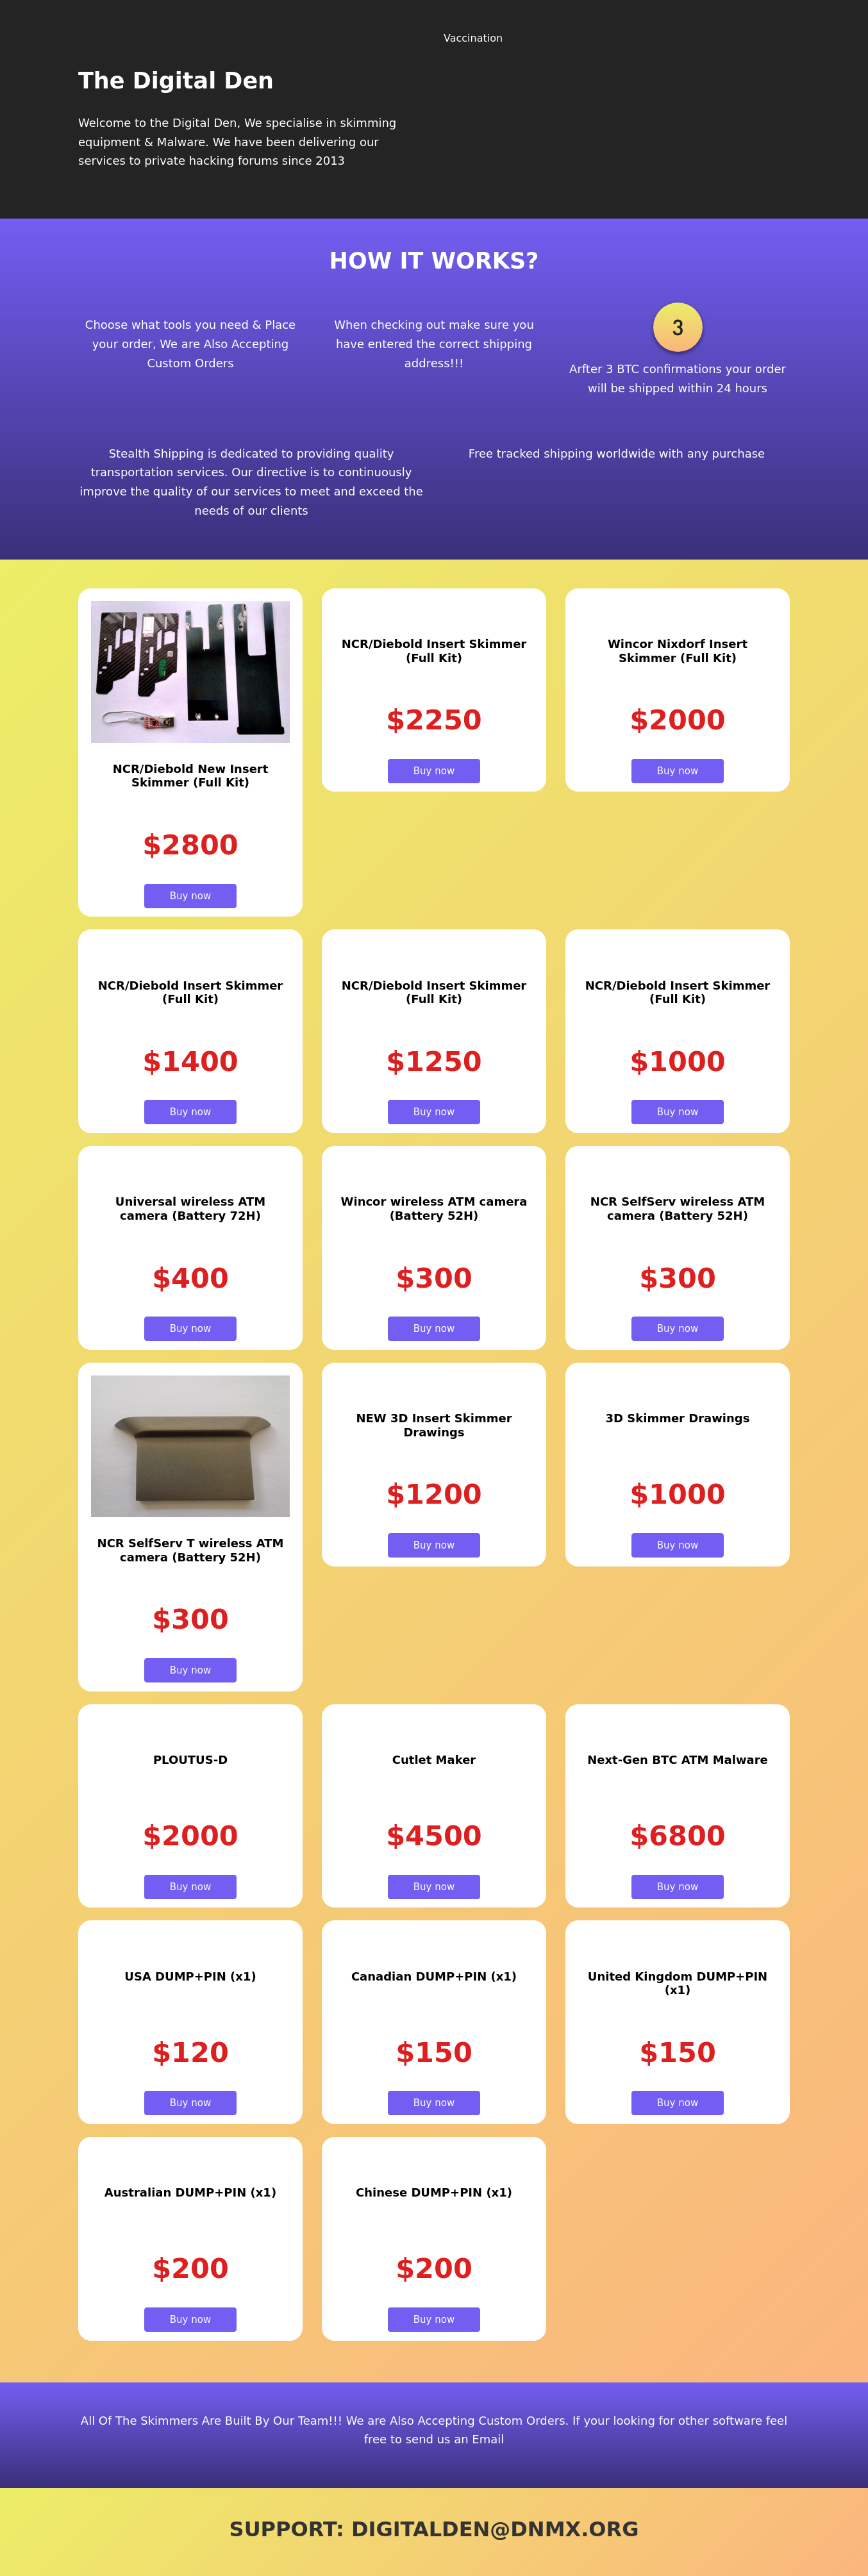 Vaccination
The Digital Den
Welcome to the Digital Den, We specialise in skimming
equipment & Malware. We have been delivering our
services to private hacking forums since 2013
HOW IT WORKS?
Choose what tools you need & Place
your order, We are Also Accepting
Custom Orders
When checking out make sure you
have entered the correct shipping
address!!!
3
Arfter 3 BTC confirmations your order
will be shipped within 24 hours
Stealth Shipping is dedicated to providing quality
transportation services. Our directive is to continuously
improve the quality of our services to meet and exceed the
needs of our clients
Free tracked shipping worldwide with any purchase
NCR/Diebold New Insert
Skimmer (Full Kit)
$2800
Buy now
NCR/Diebold Insert Skimmer
(Full Kit)
$2250
Buy now
Wincor Nixdorf Insert
Skimmer (Full Kit)
$2000
Buy now
NCR/Diebold Insert Skimmer
(Full Kit)
$1400
Buy now
NCR/Diebold Insert Skimmer
(Full Kit)
$1250
Buy now
NCR/Diebold Insert Skimmer
(Full Kit)
$1000
Buy now
Universal wireless ATM
camera (Battery 72H)
$400
Buy now
Wincor wireless ATM camera
(Battery 52H)
$300
Buy now
NCR SelfServ wireless ATM
camera (Battery 52H)
$300
Buy now
NCR SelfServ T wireless ATM
camera (Battery 52H)
$300
Buy now
NEW 3D Insert Skimmer
Drawings
$1200
Buy now
3D Skimmer Drawings
$1000
Buy now
PLOUTUS-D
$2000
Buy now
Cutlet Maker
$4500
Buy now
Next-Gen BTC ATM Malware
$6800
Buy now
USA DUMP+PIN (x1)
$120
Buy now
Canadian DUMP+PIN (x1)
$150
Buy now
United Kingdom DUMP+PIN
(x1)
$150
Buy now
Australian DUMP+PIN (x1)
$200
Buy now
Chinese DUMP+PIN (x1)
$200
Buy now
All Of The Skimmers Are Built By Our Team!!! We are Also Accepting Custom Orders. If your looking for other software feel
free to send us an Email
SUPPORT: DIGITALDEN@DNMX.ORG